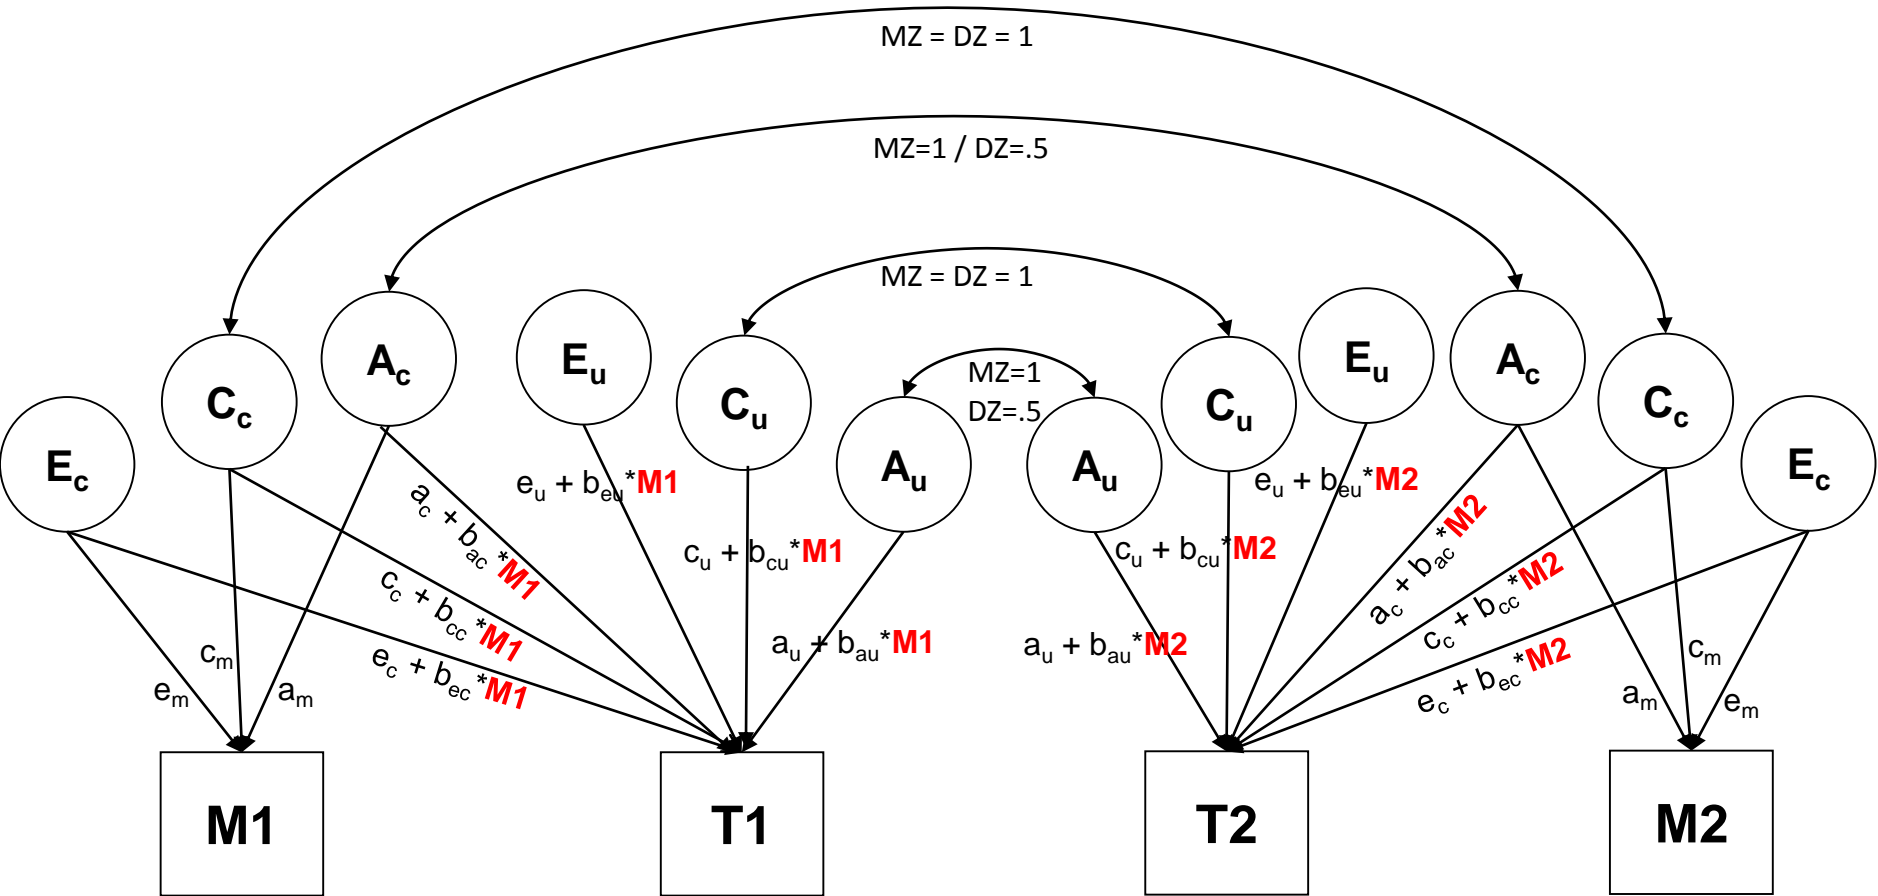 MZ = DZ = 1
MZ=1 / DZ=.5
MZ = DZ = 1
MZ=1
DZ=.5
Ec
Cc
Ac
Eu
Cu
Au
Au
Cu
Eu
Ac
Cc
Ec
eu + beu*M1
eu + beu*M2
ac + bac*M1
cu + bcu*M1
cu + bcu*M2
ac + bac*M2
cc + bcc*M1
cc + bcc*M2
ec + bec*M1
au + bau*M1
au + bau*M2
ec + bec*M2
em
cm
am
am
cm
em
M1
T1
T2
M2